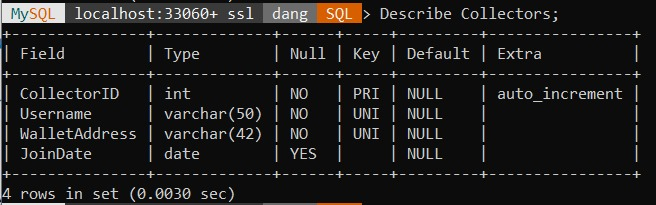 MySQL localhost:33060+ ssl dang SQL > Describe Collectors;
+---------------+-------------+------+-----+---------+----------------+
| Field         | Type        | Null | Key | Default | Extra          |
+---------------+-------------+------+-----+---------+----------------+
| CollectorID   | int         | NO   | PRI | NULL    | auto_increment |
| Username      | varchar(50) | NO   | UNI | NULL    |                |
| WalletAddress | varchar(42) | NO   | UNI | NULL    |                |
| JoinDate      | date        | YES  |     | NULL    |                |
+---------------+-------------+------+-----+---------+----------------+
4 rows in set (0.0030 sec)